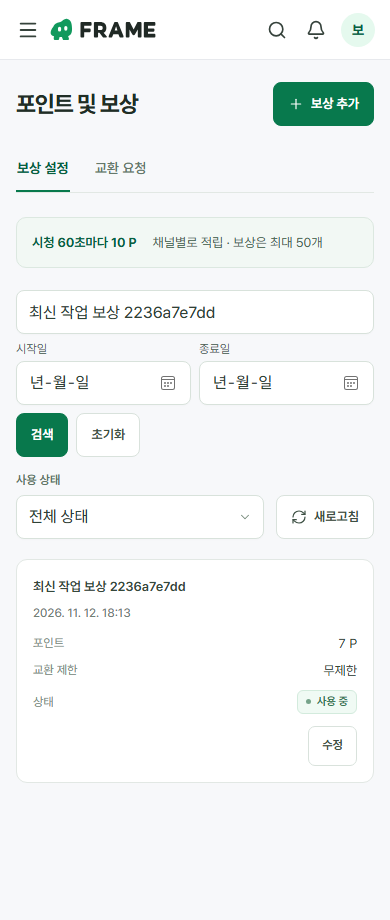 FRAME
보
포인트 및 보상
보상 추가
보상 설정
교환 요청
시청 60초마다 10 P 채널별로 적립 · 보상은 최대 50개
최신 작업 보상 2236a7e7dd
시작일
종료일
년-월-일
년-월-일
검색
초기화
사용 상태
전체 상태
새로고침
최신 작업 보상 2236a7e7dd
2026. 11. 12. 18:13
포인트
7 P
교환 제한
무제한
상태
사용 중
수정